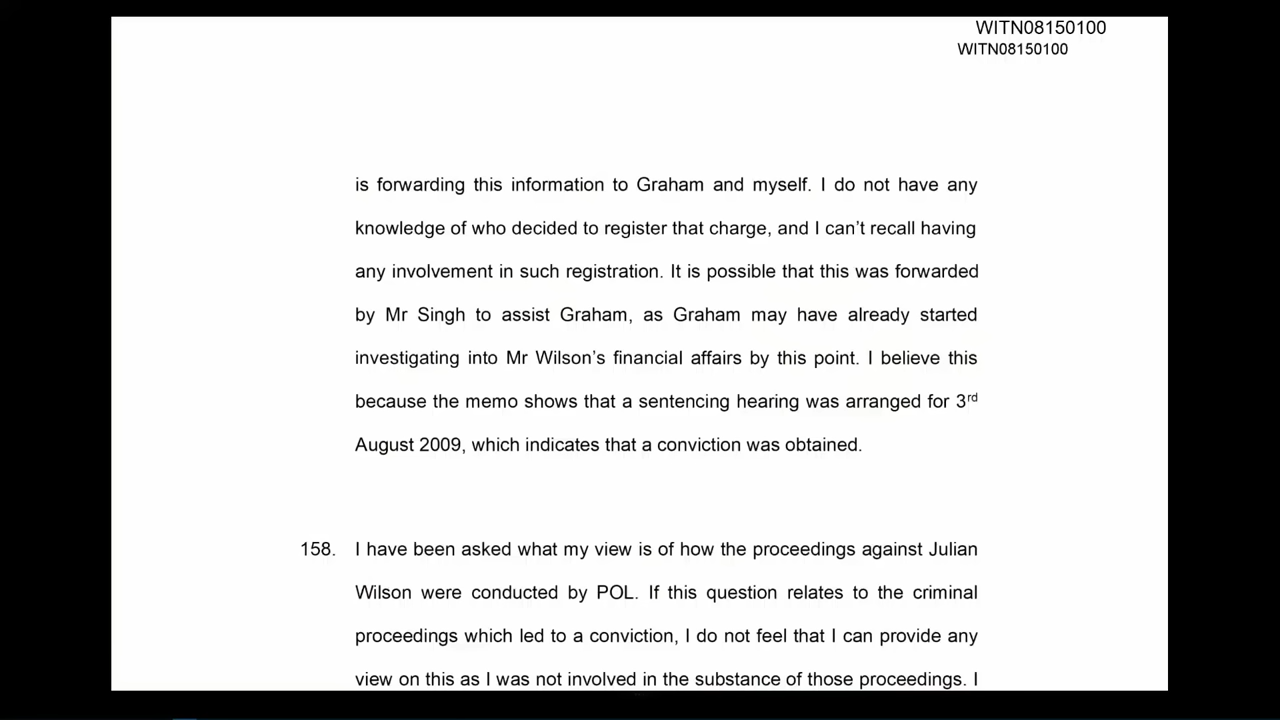 WITN08150100
WITN08150100
is forwarding this information to Graham and myself. I do not have any
knowledge of who decided to register that charge, and I can’t recall having
any involvement in such registration. It is possible that this was forwarded
by Mr Singh to assist Graham, as Graham may have already started
investigating into Mr Wilson’s financial affairs by this point. I believe this
because the memo shows that a sentencing hearing was arranged for 3rd
August 2009, which indicates that a conviction was obtained.
158. I have been asked what my view is of how the proceedings against Julian
Wilson were conducted by POL. If this question relates to the criminal
proceedings which led to a conviction, I do not feel that I can provide any
view on this as I was not involved in the substance of those proceedings. I